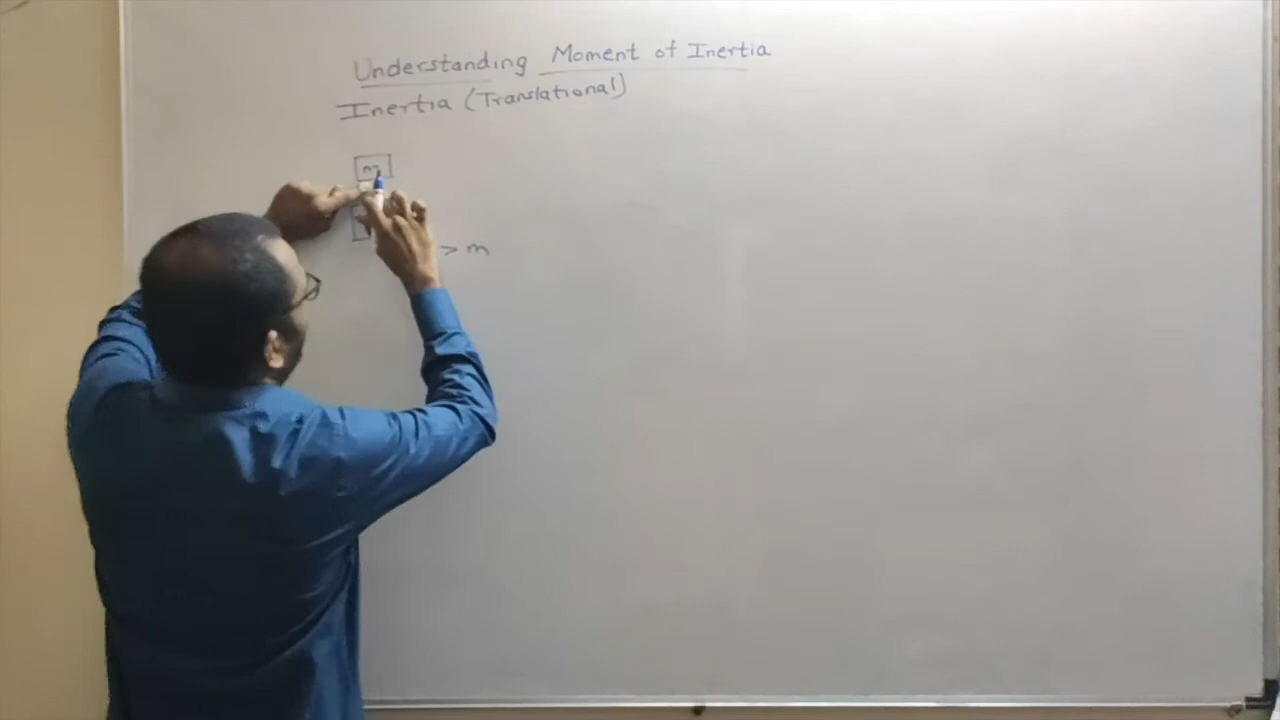 Understanding Moment of Inertia
Inertia (Translational)
m
> m